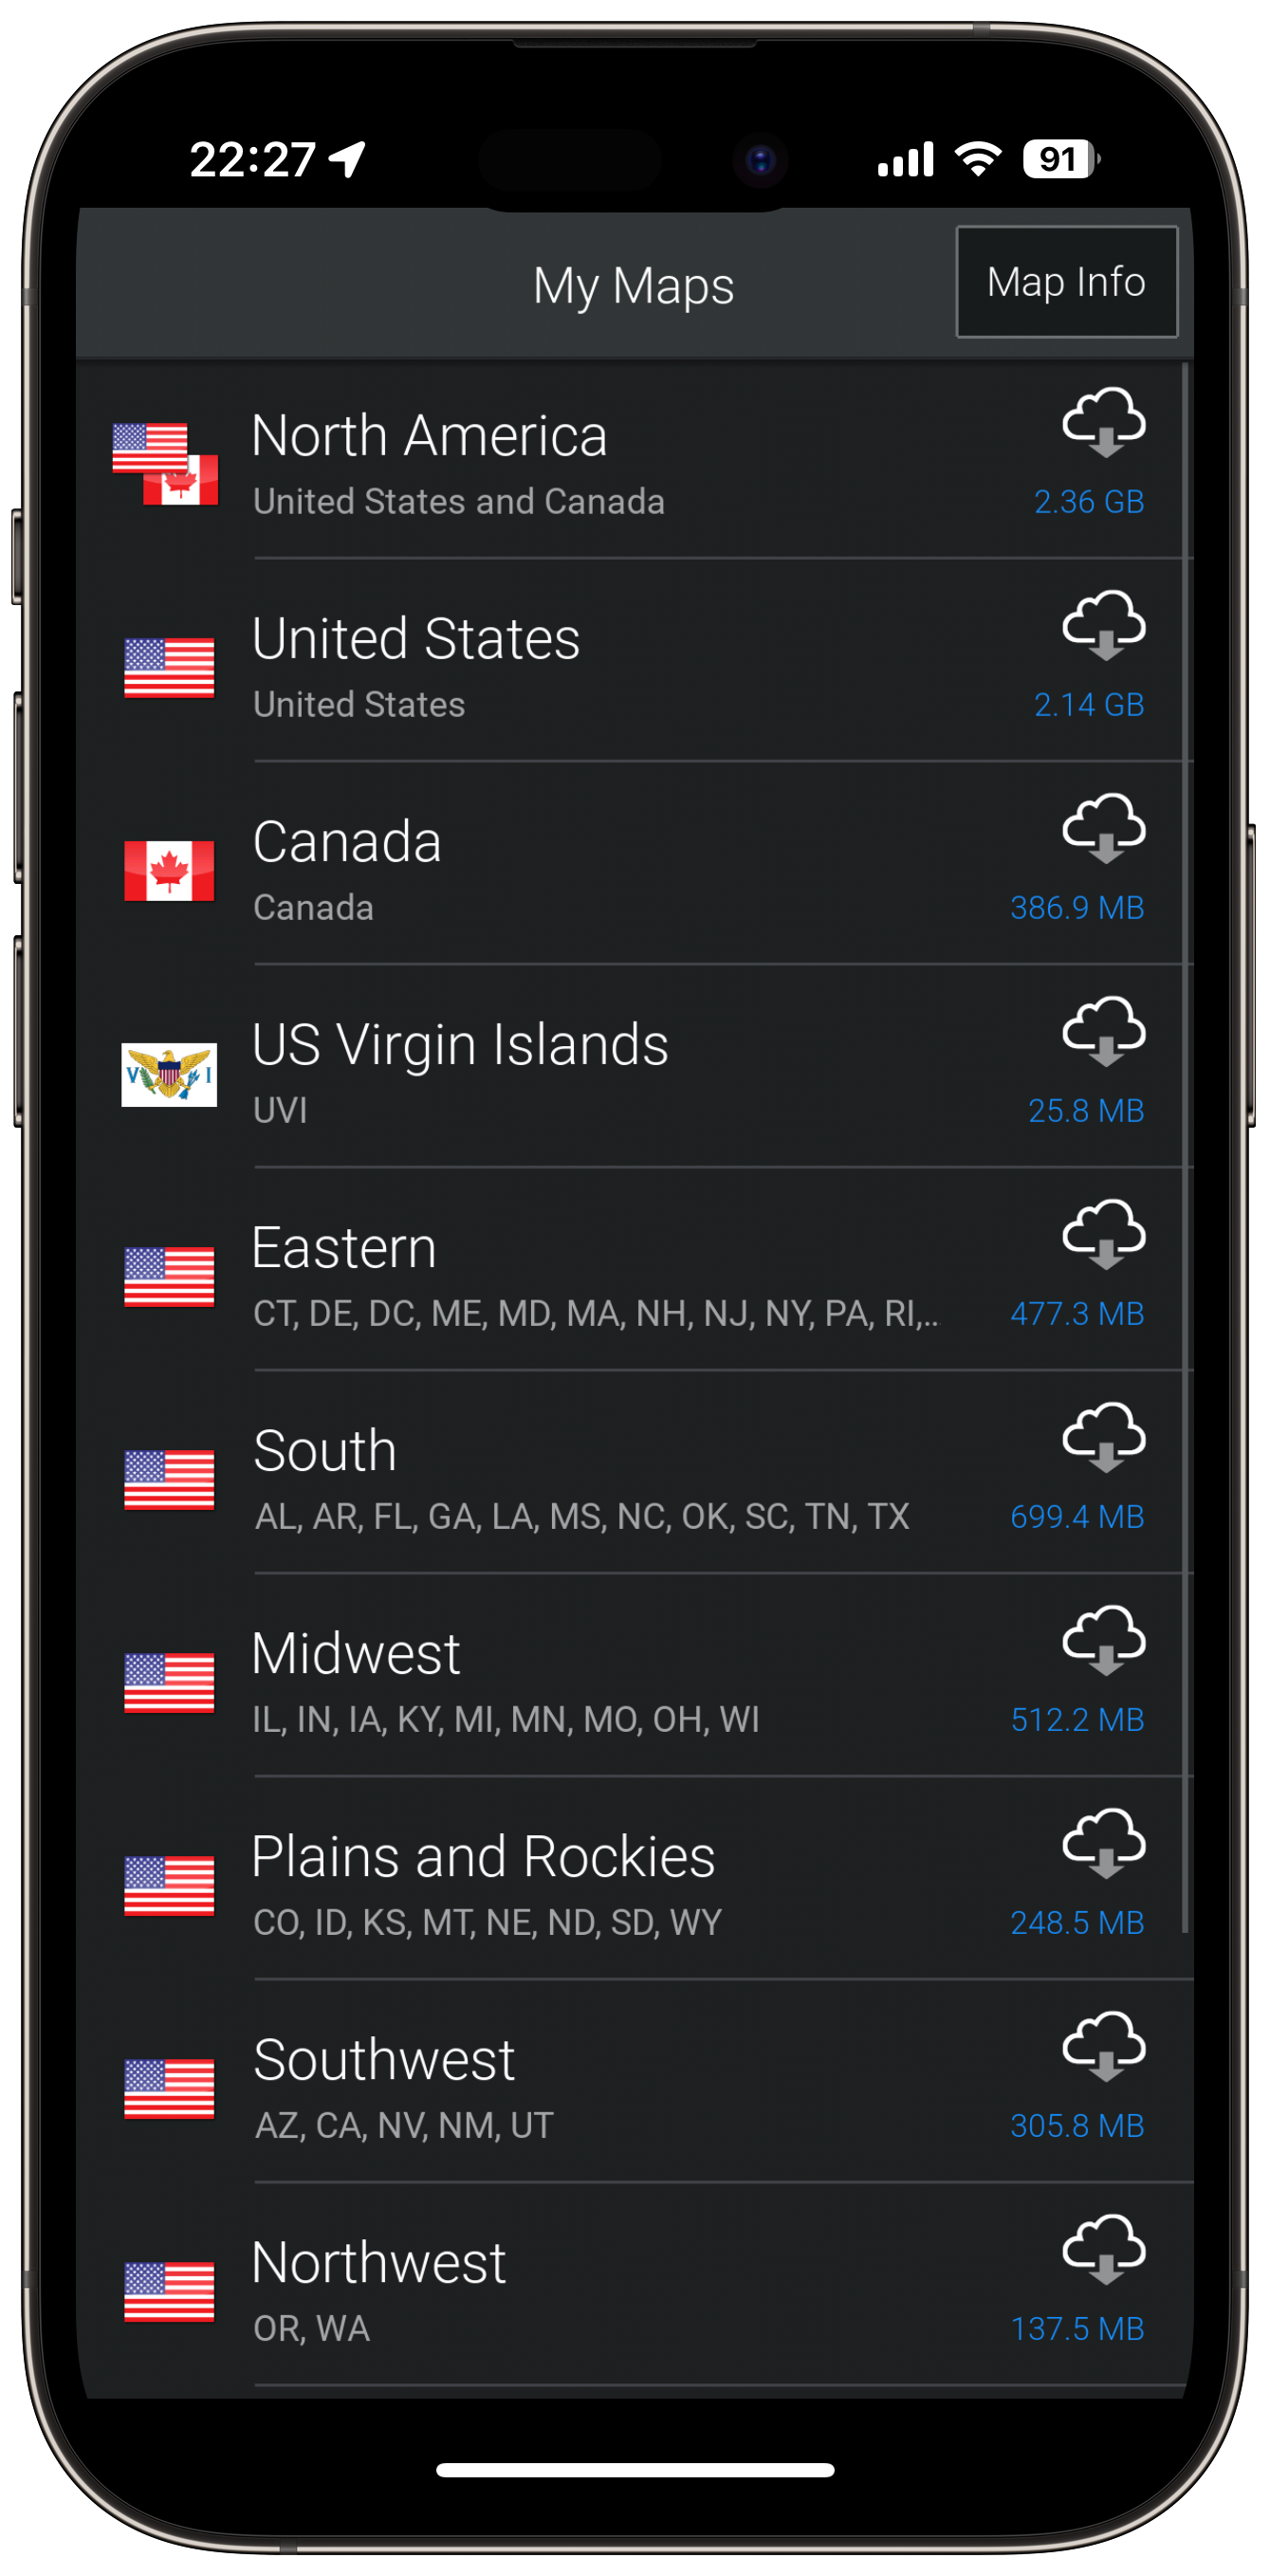 22:27
91
My Maps
Map Info
North America
United States and Canada
2.36 GB
United States
United States
2.14 GB
Canada
Canada
386.9 MB
V I
US Virgin Islands
UVI
25.8 MB
Eastern
CT, DE, DC, ME, MD, MA, NH, NJ, NY, PA, RI,...
477.3 MB
South
AL, AR, FL, GA, LA, MS, NC, OK, SC, TN, TX
699.4 MB
Midwest
IL, IN, IA, KY, MI, MN, MO, OH, WI
512.2 MB
Plains and Rockies
CO, ID, KS, MT, NE, ND, SD, WY
248.5 MB
Southwest
AZ, CA, NV, NM, UT
305.8 MB
Northwest
OR, WA
137.5 MB